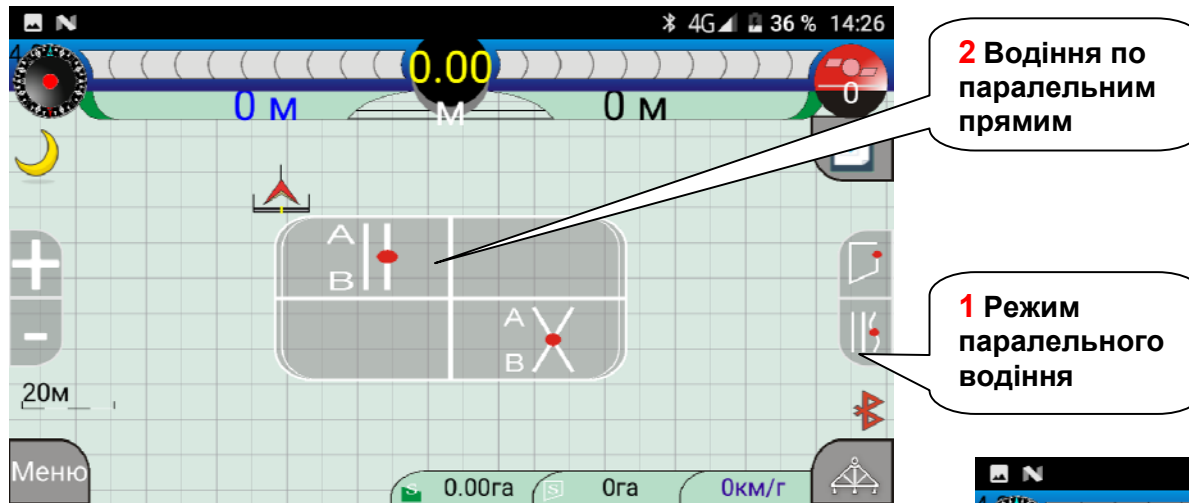 4G 36 % 14:26
0.00
м
0 м
0 м
0
A
B
A
B
+
-
20м
Меню
S
0.00га
S
0га
0км/г
2 Водіння по
паралельним
прямим
1 Режим
паралельного
водіння